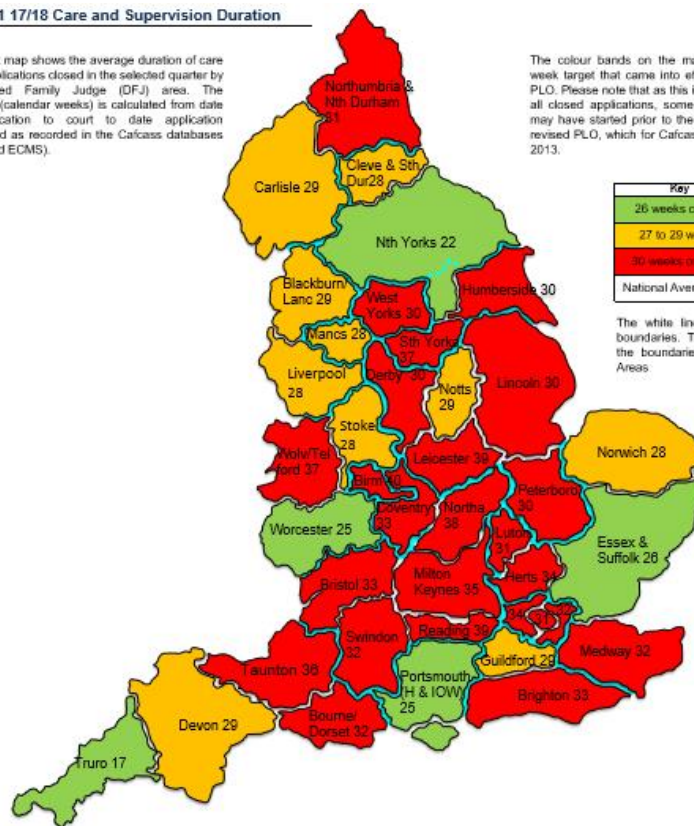 1 17/18 Care and Supervision Duration
map shows the average duration of care
plications closed in the selected quarter by
ed Family Judge (DFJ) area. The
(calendar weeks) is calculated from date
cation to court to date application
d as recorded in the Cafcass databases
d ECMS).
The colour bands on the ma
week target that came into ef
PLO. Please note that as this i
all closed applications, some
may have started prior to the
revised PLO, which for Cafcas
2013.
Key
26 weeks o
27 to 29 w
30 weeks o
National Aver
The white lin
boundaries. T
the boundarie
Areas
Northumbria &
Nth Durham
31
Cleve & Sth
Dur28
Carlisle 29
Nth Yorks 22
Blackburn/
Lanc 29
West
Yorks 30
Humberside 30
Mancs 28
Sth Yorks
37
Liverpool
28
Derby 30
Notts
29
Lincoln 30
Stoke
28
Wolv/Tel
ford 37
Leicester 39
Norwich 28
Birm 40
Peterboro
30
Coventry
33
Northa
38
Worcester 25
Luton
31
Essex &
Suffolk 26
Bristol 33
Milton
Keynes 35
Herts 34
Swindon
32
Reading 39
34
31
32
Taunton 36
Guildford 29
Medway 32
Portsmouth
(H & IOW)
25
Brighton 33
Devon 29
Bourne/
Dorset 32
Truro 17